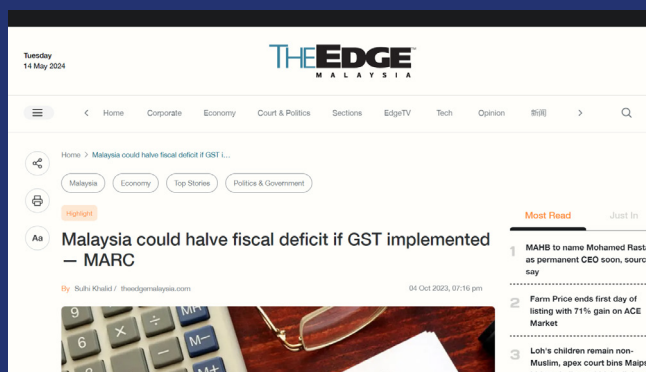 Tuesday
14 May 2024
THE EDGE
MALAYSIA
Home Corporate Economy Court & Politics Sections EdgeTV Tech Opinion 新闻
Home > Malaysia could halve fiscal deficit if GST i...
Malaysia Economy Top Stories Politics & Government
Highlight
Aa
Malaysia could halve fiscal deficit if GST implemented
— MARC
By Sulhi Khalid / theedgemalaysia.com
04 Oct 2023, 07:16 pm
9 MR
6 × ÷ M-
M+
Most Read Just In
1 MAHB to name Mohamed Rasta
as permanent CEO soon, sourc
say
2 Farm Price ends first day of
listing with 71% gain on ACE
Market
3 Loh's children remain non-
Muslim, apex court bins Maips